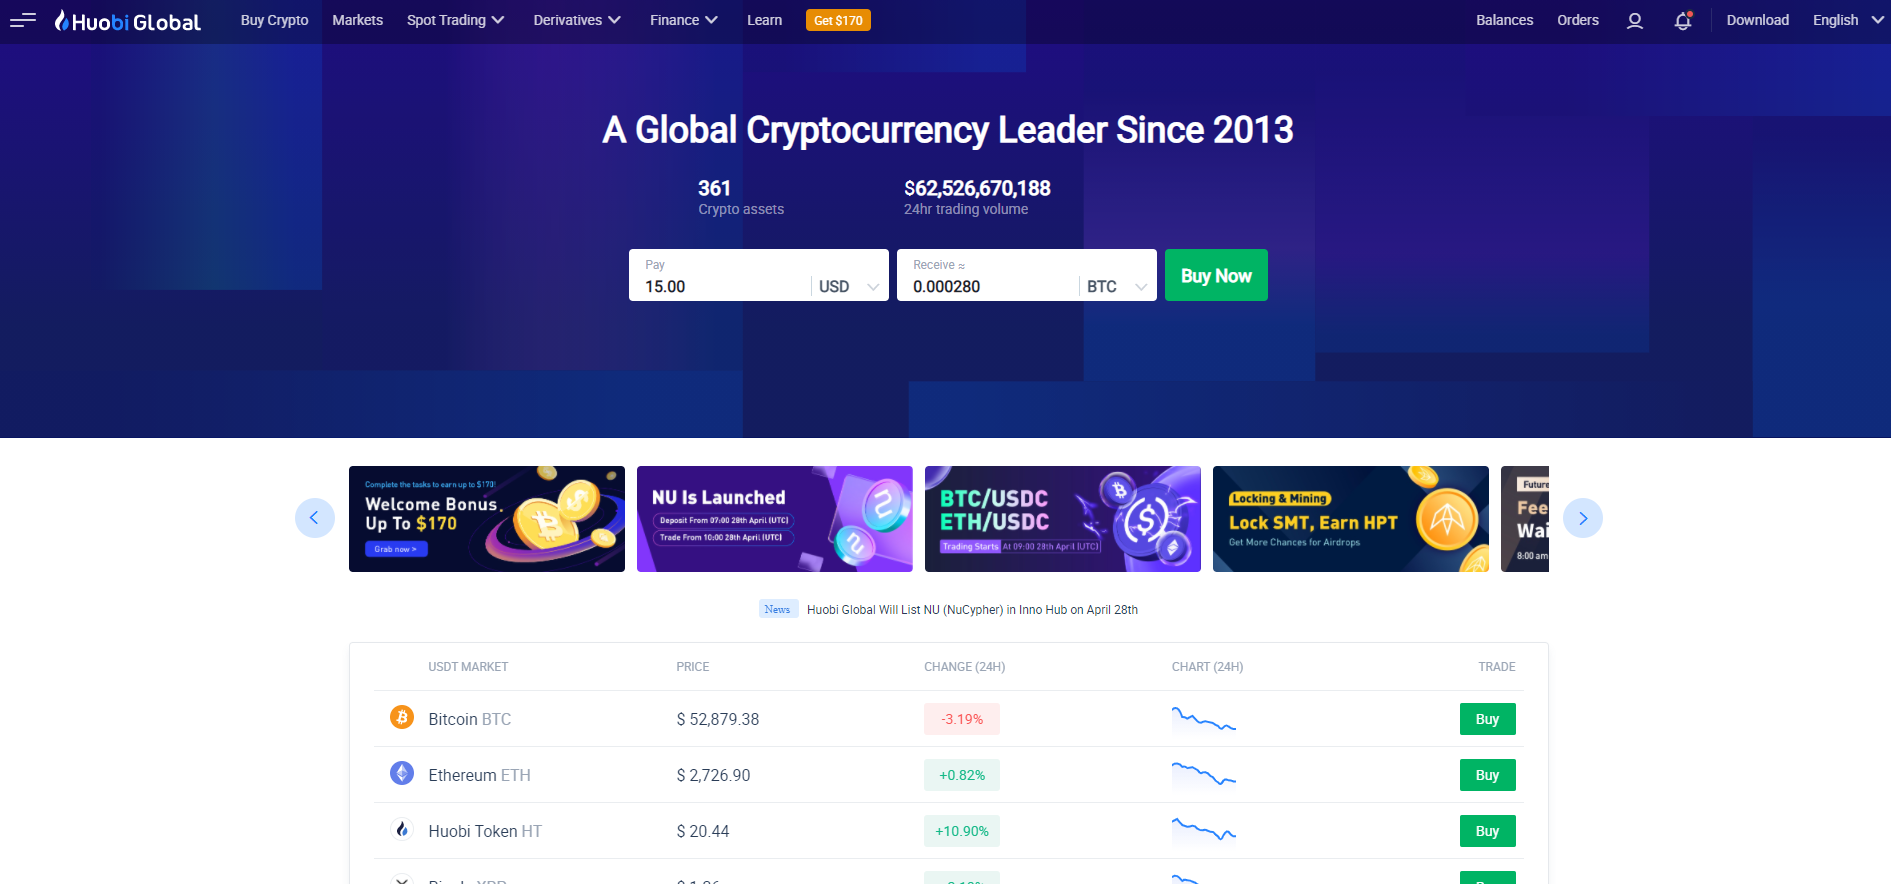 Huobi Global
Buy Crypto
Markets
Spot Trading
Derivatives
Finance
Learn
Get $170
Balances
Orders
Download
English
A Global Cryptocurrency Leader Since 2013
361
Crypto assets
$62,526,670,188
24hr trading volume
Pay
15.00
USD
Receive ≈
0.000280
BTC
Buy Now
Complete the tasks to earn up to $170!
Welcome Bonus,
Up To $170
Grab now >
NU Is Launched
Deposit From 07:00 28th April (UTC)
Trade From 10:00 28th April (UTC)
BTC/USDC
ETH/USDC
Trading Starts At 09:00 28th April (UTC)
Locking & Mining
Lock SMT, Earn HPT
Get More Chances for Airdrops
8:00 am
News
Huobi Global Will List NU (NuCypher) in Inno Hub on April 28th
USDT MARKET
PRICE
CHANGE (24H)
CHART (24H)
TRADE
Bitcoin BTC
$ 52,879.38
-3.19%
Buy
Ethereum ETH
$ 2,726.90
+0.82%
Buy
Huobi Token HT
$ 20.44
+10.90%
Buy